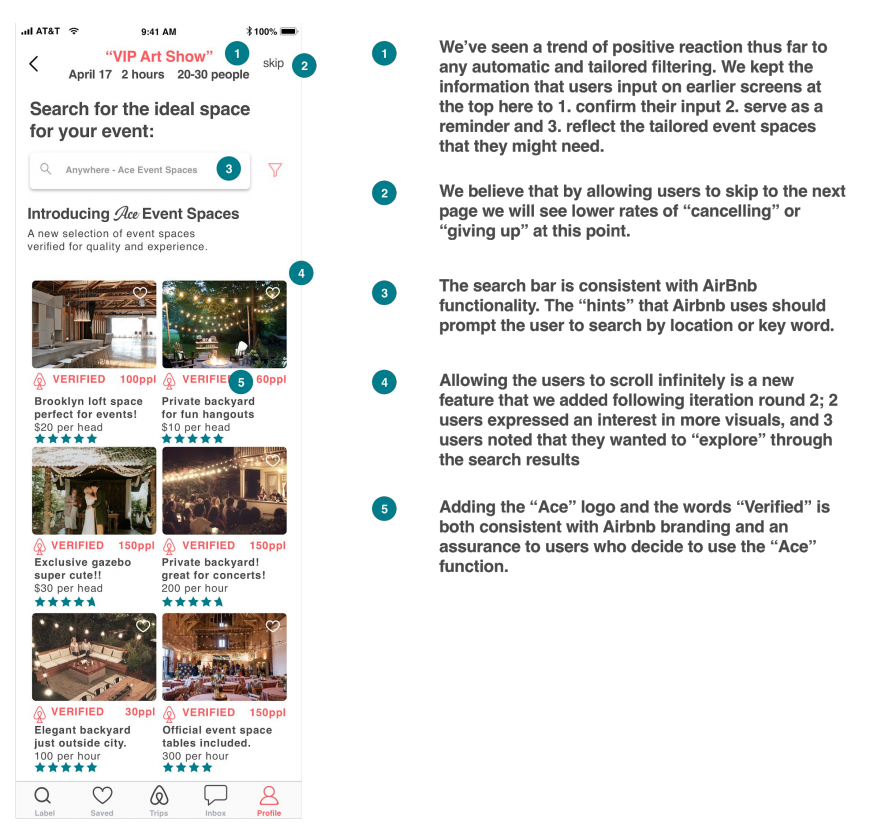 AT&T 9:41 AM 100%
“VIP Art Show” 1
skip 2
April 17 2 hours 20-30 people
Search for the ideal space
for your event:
Anywhere - Ace Event Spaces 3
Introducing Ace Event Spaces
A new selection of event spaces
verified for quality and experience.
4
VERIFIED 100ppl
Brooklyn loft space
perfect for events!
$20 per head
VERIFIE 5 60ppl
Private backyard
for fun hangouts
$10 per head
VERIFIED 150ppl
Exclusive gazebo
super cute!!
$30 per head
VERIFIED 150ppl
Private backyard!
great for concerts!
200 per hour
VERIFIED 30ppl
Elegant backyard
just outside city.
100 per hour
VERIFIED 150ppl
Official event space
tables included.
300 per hour
Label Saved Trips Inbox Profile
1
We’ve seen a trend of positive reaction thus far to
any automatic and tailored filtering. We kept the
information that users input on earlier screens at
the top here to 1. confirm their input 2. serve as a
reminder and 3. reflect the tailored event spaces
that they might need.
2
We believe that by allowing users to skip to the next
page we will see lower rates of “cancelling” or
“giving up” at this point.
3
The search bar is consistent with AirBnb
functionality. The “hints” that Airbnb uses should
prompt the user to search by location or key word.
4
Allowing the users to scroll infinitely is a new
feature that we added following iteration round 2; 2
users expressed an interest in more visuals, and 3
users noted that they wanted to “explore” through
the search results
5
Adding the “Ace” logo and the words “Verified” is
both consistent with Airbnb branding and an
assurance to users who decide to use the “Ace”
function.